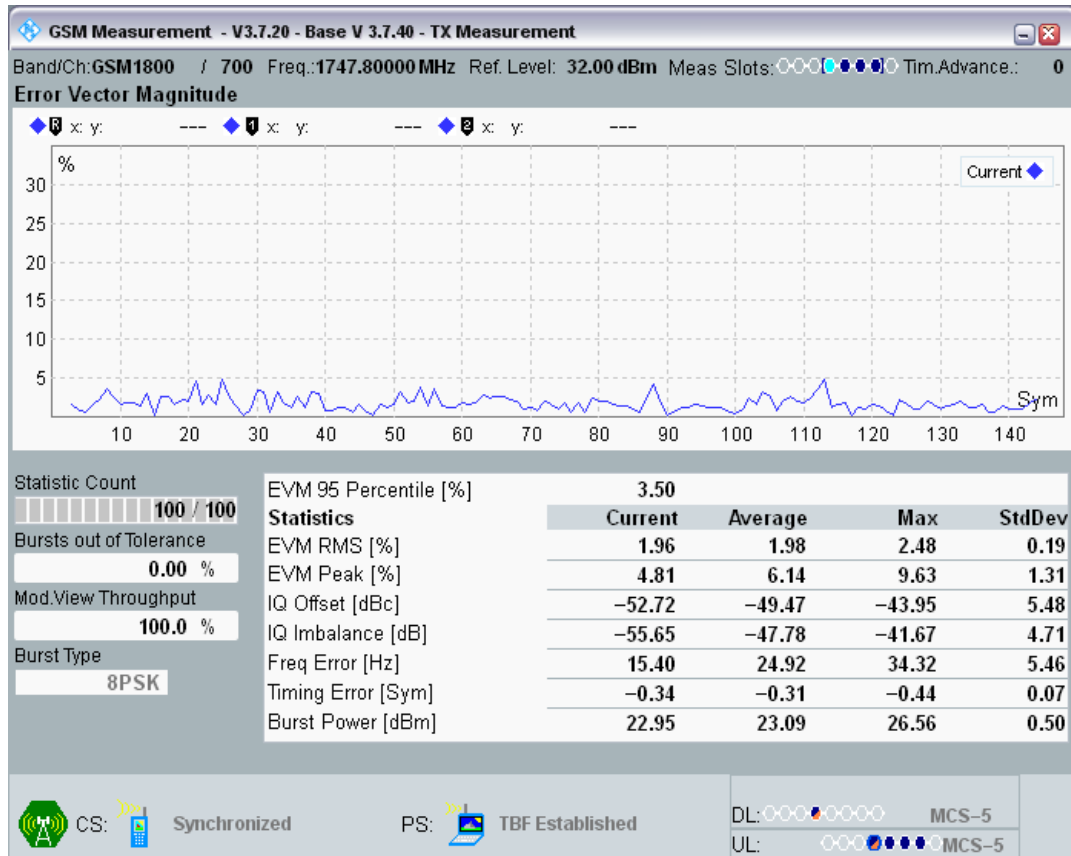 GSM Measurement - V3.7.20 - Base V 3.7.40 - TX Measurement
Band/Ch:GSM1800 / 700 Freq.:1747.80000 MHz Ref. Level: 32.00 dBm Meas Slots: Tim.Advance.: 0
Error Vector Magnitude
R x: y: --- 1 x: y: --- 2 x: y: ---
%
Current
30
25
20
15
10
5
Sym
10 20 30 40 50 60 70 80 90 100 110 120 130 140
Statistic Count
100 / 100
Bursts out of Tolerance
0.00 %
Mod.View Throughput
100.0 %
Burst Type
8PSK
EVM 95 Percentile [%] 3.50
Statistics Current Average Max StdDev
EVM RMS [%] 1.96 1.98 2.48 0.19
EVM Peak [%] 4.81 6.14 9.63 1.31
IQ Offset [dBc] −52.72 −49.47 −43.95 5.48
IQ Imbalance [dB] −55.65 −47.78 −41.67 4.71
Freq Error [Hz] 15.40 24.92 34.32 5.46
Timing Error [Sym] −0.34 −0.31 −0.44 0.07
Burst Power [dBm] 22.95 23.09 26.56 0.50
CS: Synchronized PS: TBF Established
DL: MCS−5
UL: MCS−5